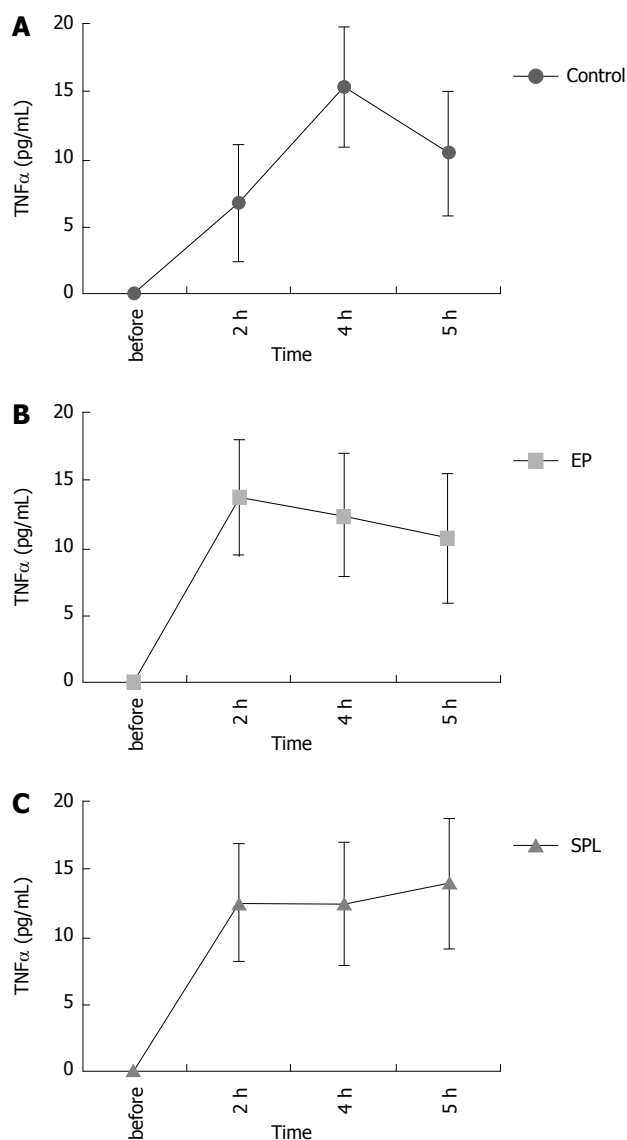 A
20
15
10
5
0
TNFα (pg/mL)
before
2 h
4 h
5 h
Time
Control
B
20
15
10
5
0
TNFα (pg/mL)
before
2 h
4 h
5 h
Time
EP
C
20
15
10
5
0
TNFα (pg/mL)
before
2 h
4 h
5 h
Time
SPL